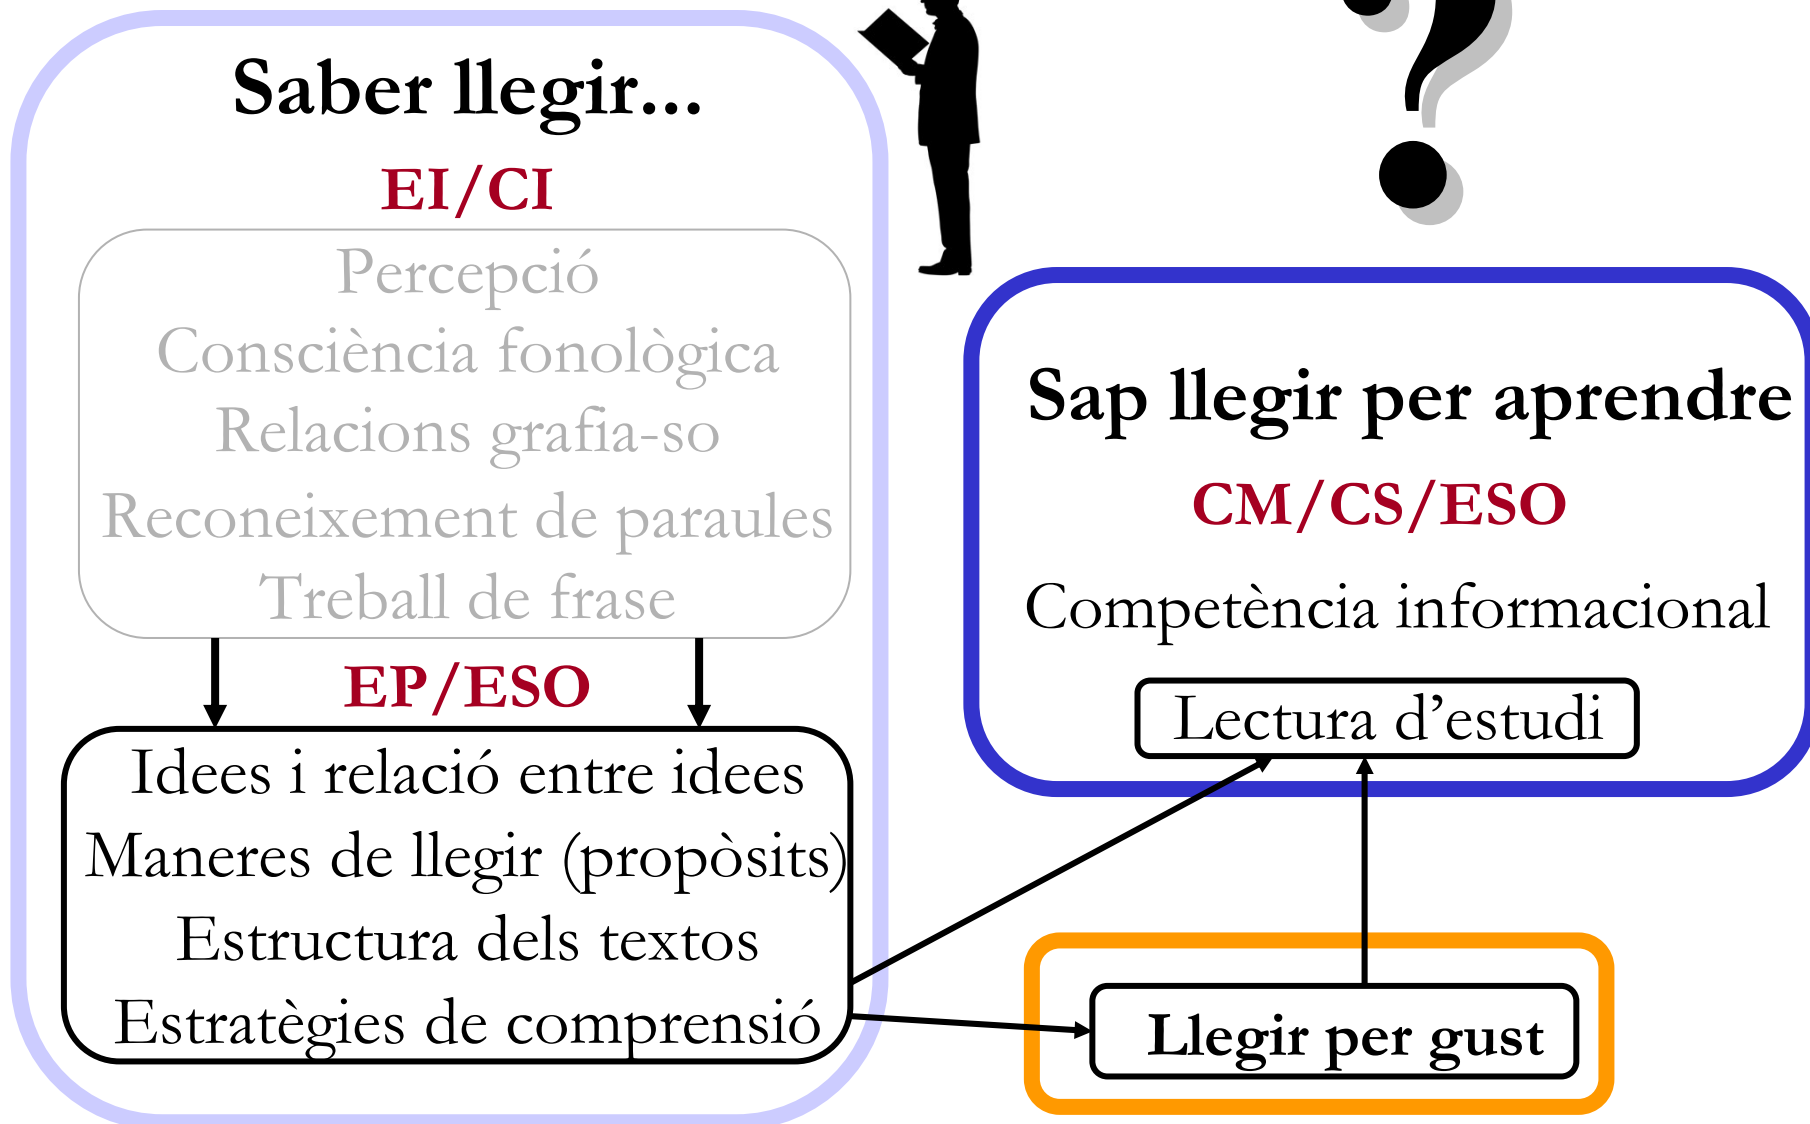 Saber llegir...
EI/CI
Percepció
Consciència fonològica
Relacions grafia-so
Reconeixement de paraules
Treball de frase
EP/ESO
Idees i relació entre idees
Maneres de llegir (propòsits)
Estructura dels textos
Estratègies de comprensió
?
Sap llegir per aprendre
CM/CS/ESO
Competència informacional
Lectura d’estudi
Llegir per gust